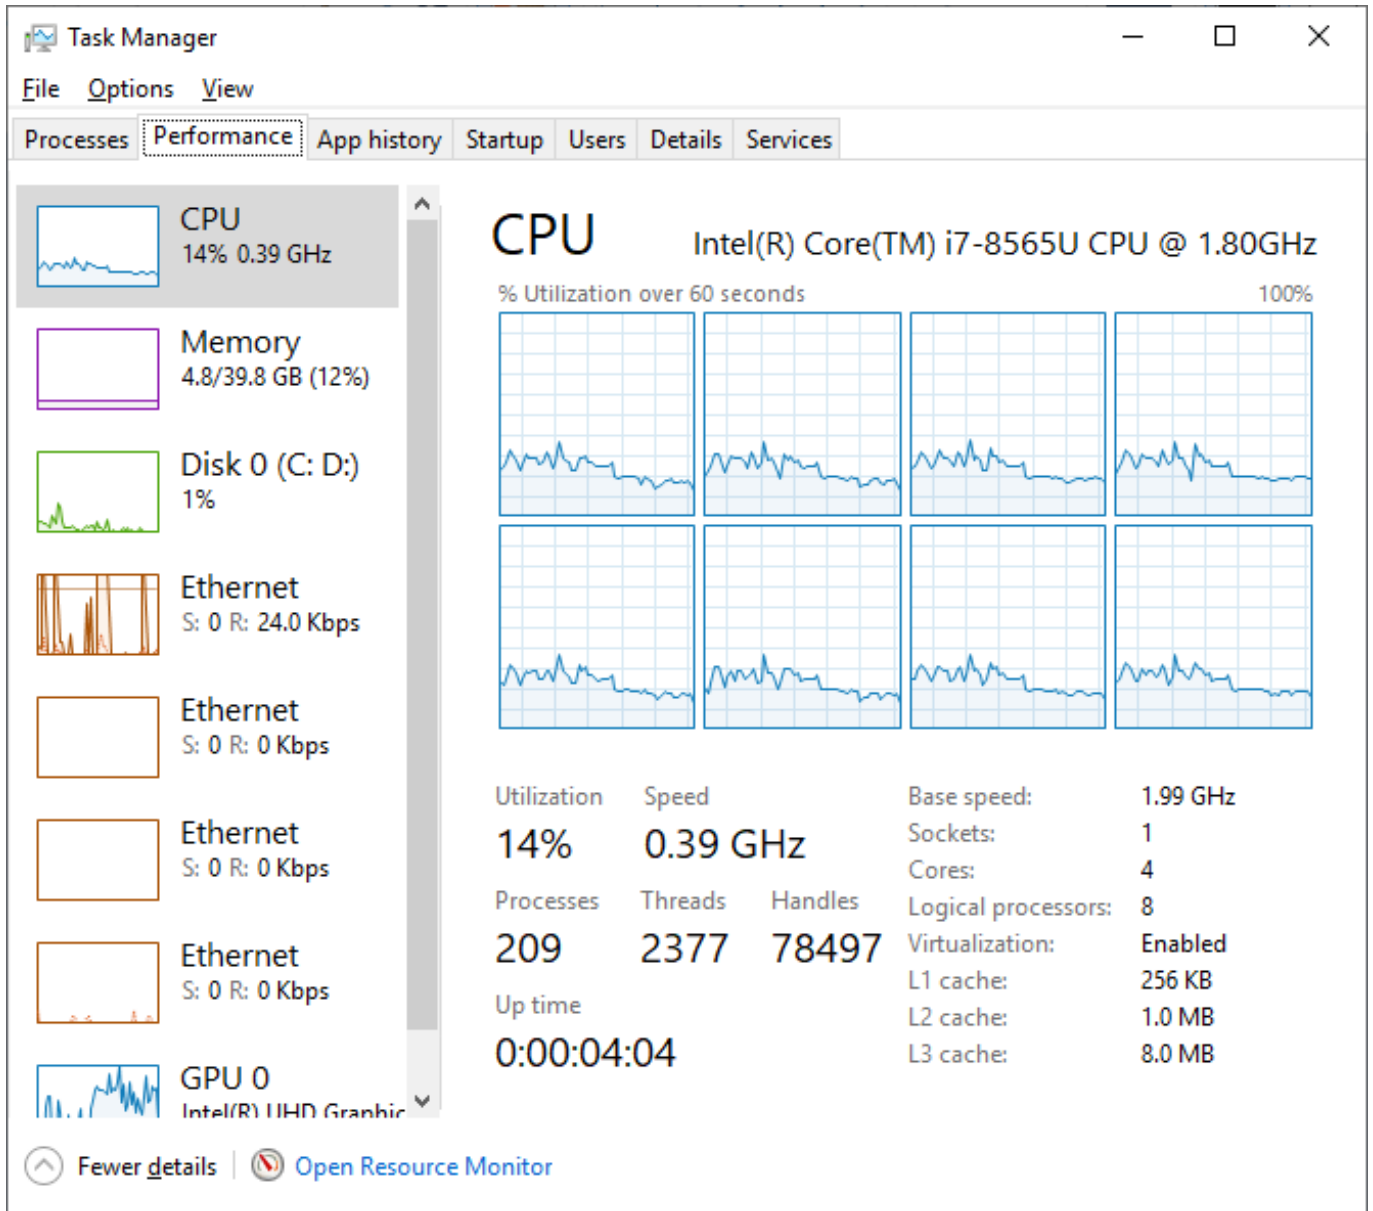 Task Manager
File Options View
Processes Performance App history Startup Users Details Services
CPU
14% 0.39 GHz
Memory
4.8/39.8 GB (12%)
Disk 0 (C: D:)
1%
Ethernet
S: 0 R: 24.0 Kbps
Ethernet
S: 0 R: 0 Kbps
Ethernet
S: 0 R: 0 Kbps
Ethernet
S: 0 R: 0 Kbps
GPU 0
Intel(R) UHD Graphic
CPU Intel(R) Core(TM) i7-8565U CPU @ 1.80GHz
% Utilization over 60 seconds 100%
Utilization Speed
14% 0.39 GHz
Processes Threads Handles
209 2377 78497
Up time
0:00:04:04
Base speed: 1.99 GHz
Sockets: 1
Cores: 4
Logical processors: 8
Virtualization: Enabled
L1 cache: 256 KB
L2 cache: 1.0 MB
L3 cache: 8.0 MB
Fewer details Open Resource Monitor